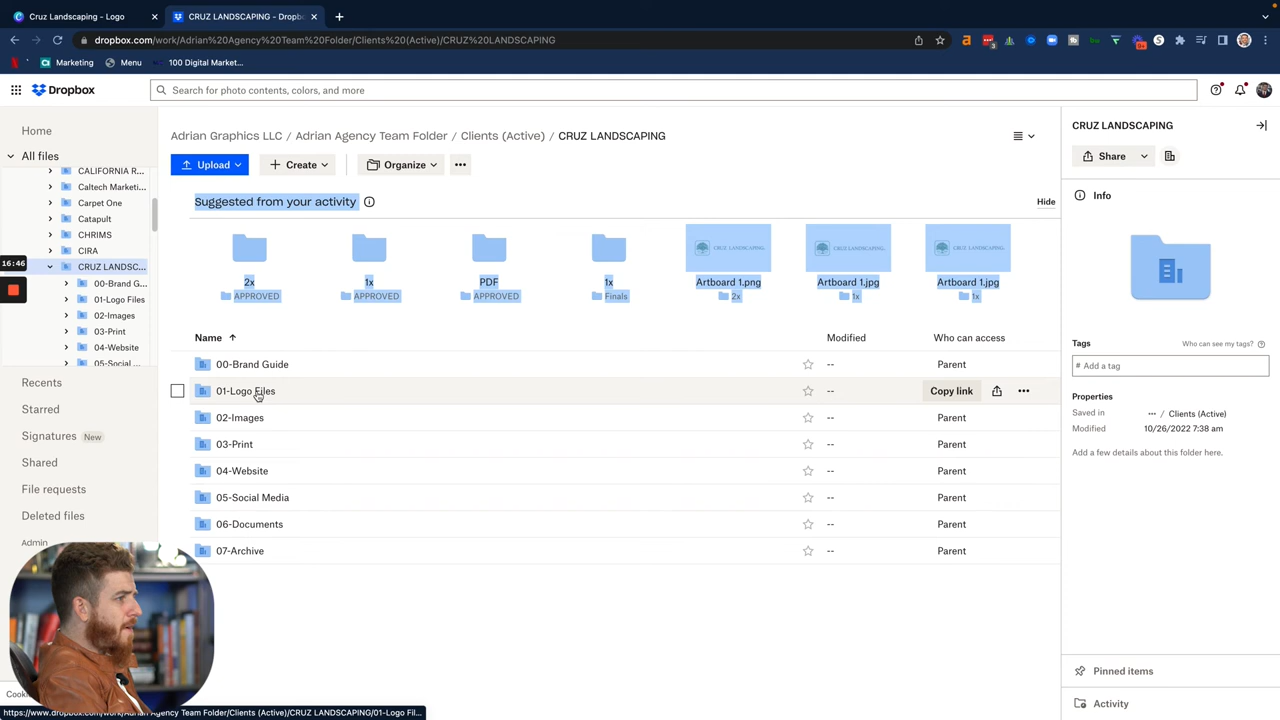 Cruz Landscaping - Logo
CRUZ LANDSCAPING - Dropb
dropbox.com/work/Adrian%20Agency%20Team%20Folder/Clients%20(Active)/CRUZ%20LANDSCAPING
Marketing
Menu
100 Digital Market...
Dropbox
Search for photo contents, colors, and more
Home
All files
CALIFORNIA R...
Caltech Marketi...
Carpet One
Catapult
CHRIMS
CIRA
CRUZ LANDSC...
00-Brand G...
01-Logo Files
02-Images
03-Print
04-Website
05-Social ...
16:46
Recents
Starred
Signatures New
Shared
File requests
Deleted files
Admin
Adrian Graphics LLC / Adrian Agency Team Folder / Clients (Active) / CRUZ LANDSCAPING
Upload
Create
Organize
Suggested from your activity
Hide
CRUZ LANDSCAPING
CRUZ LANDSCAPING
CRUZ LANDSCAPING
2x 1x PDF 1x Artboard 1.png Artboard 1.jpg Artboard 1.jpg
APPROVED APPROVED APPROVED Finals 2x 1x 1x
Name Modified Who can access
00-Brand Guide -- Parent
01-Logo Files -- Copy link
02-Images -- Parent
03-Print -- Parent
04-Website -- Parent
05-Social Media -- Parent
06-Documents -- Parent
07-Archive -- Parent
CRUZ LANDSCAPING
Share
Info
Tags Who can see my tags?
# Add a tag
Properties
Saved in ··· / Clients (Active)
Modified 10/26/2022 7:38 am
Add a few details about this folder here.
Pinned items
Activity
https://www.dropbox.com/work/Adrian Agency Team Folder/Clients (Active)/CRUZ LANDSCAPING/01-Logo Fil...